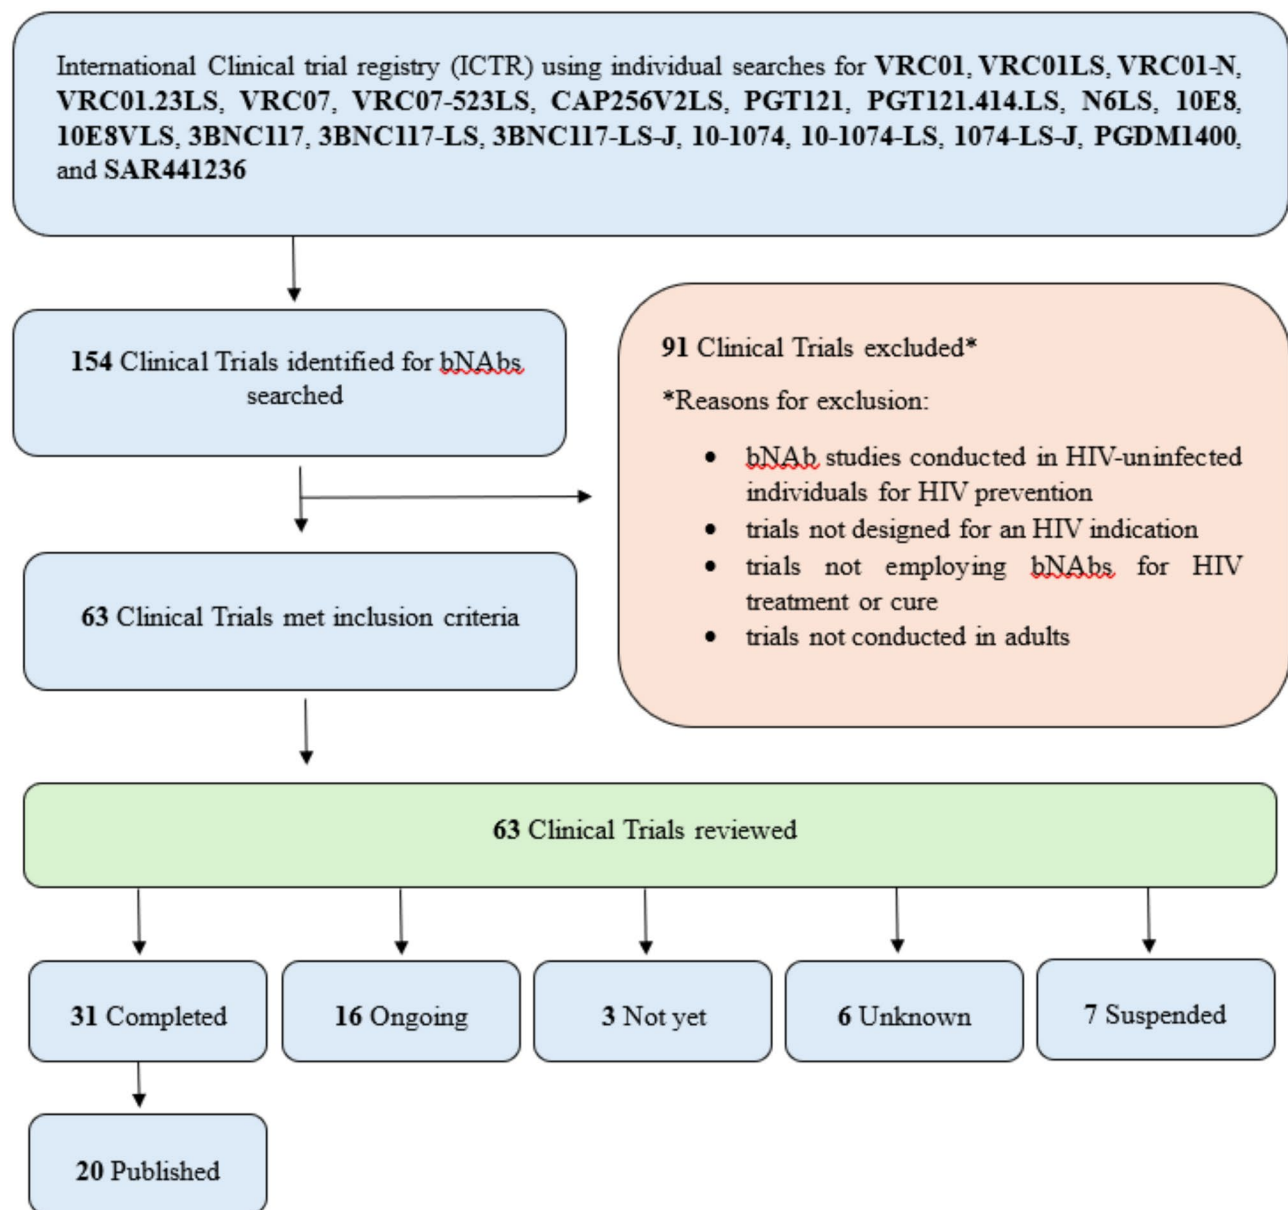 International Clinical trial registry (ICTR) using individual searches for VRC01, VRC01LS, VRC01-N,
VRC01.23LS, VRC07, VRC07-523LS, CAP256V2LS, PGT121, PGT121.414.LS, N6LS, 10E8,
10E8VLS, 3BNC117, 3BNC117-LS, 3BNC117-LS-J, 10-1074, 10-1074-LS, 1074-LS-J, PGDM1400,
and SAR441236
154 Clinical Trials identified for bNAbs
searched
91 Clinical Trials excluded*
*Reasons for exclusion:
• bNAb studies conducted in HIV-uninfected
individuals for HIV prevention
• trials not designed for an HIV indication
• trials not employing bNAbs for HIV
treatment or cure
• trials not conducted in adults
63 Clinical Trials met inclusion criteria
63 Clinical Trials reviewed
31 Completed
16 Ongoing
3 Not yet
6 Unknown
7 Suspended
20 Published